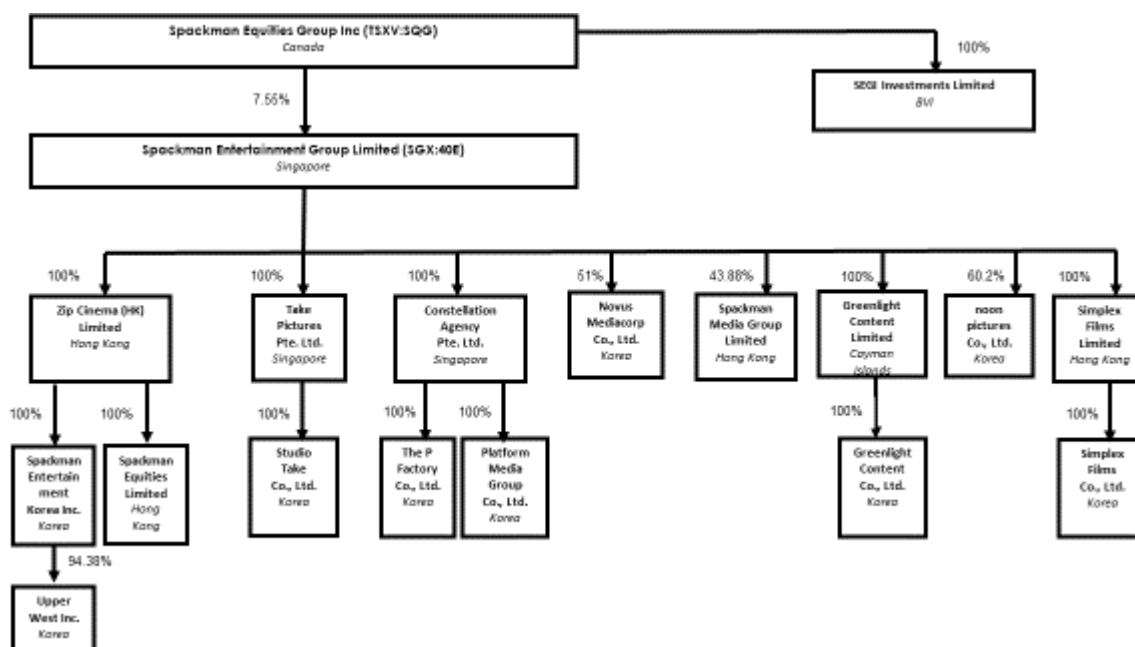 Spackman Equities Group Inc (TSXV:SQG)
Canada
100%
SEGI Investments Limited
BVI
7.55%
Spackman Entertainment Group Limited (SGX:40E)
Singapore
100%
100%
100%
51%
43.88%
100%
60.2%
100%
Zip Cinema (HK)
Limited
Hong Kong
Take
Pictures
Pte. Ltd.
Singapore
Constellation
Agency
Pte. Ltd.
Singapore
Novus
Mediacorp
Co., Ltd.
Korea
Spackman
Media Group
Limited
Hong Kong
Greenlight
Content
Limited
Cayman
Islands
noon
pictures
Co., Ltd.
Korea
Simplex
Films
Limited
Hong Kong
100%
100%
100%
100%
100%
100%
100%
Spackman
Entertain
ment
Korea Inc.
Korea
Spackman
Equities
Limited
Hong
Kong
Studio
Take
Co., Ltd.
Korea
The P
Factory
Co., Ltd.
Korea
Platform
Media
Group
Co., Ltd.
Korea
Greenlight
Content
Co., Ltd.
Korea
Simplex
Films
Co., Ltd.
Korea
94.38%
Upper
West Inc.
Korea